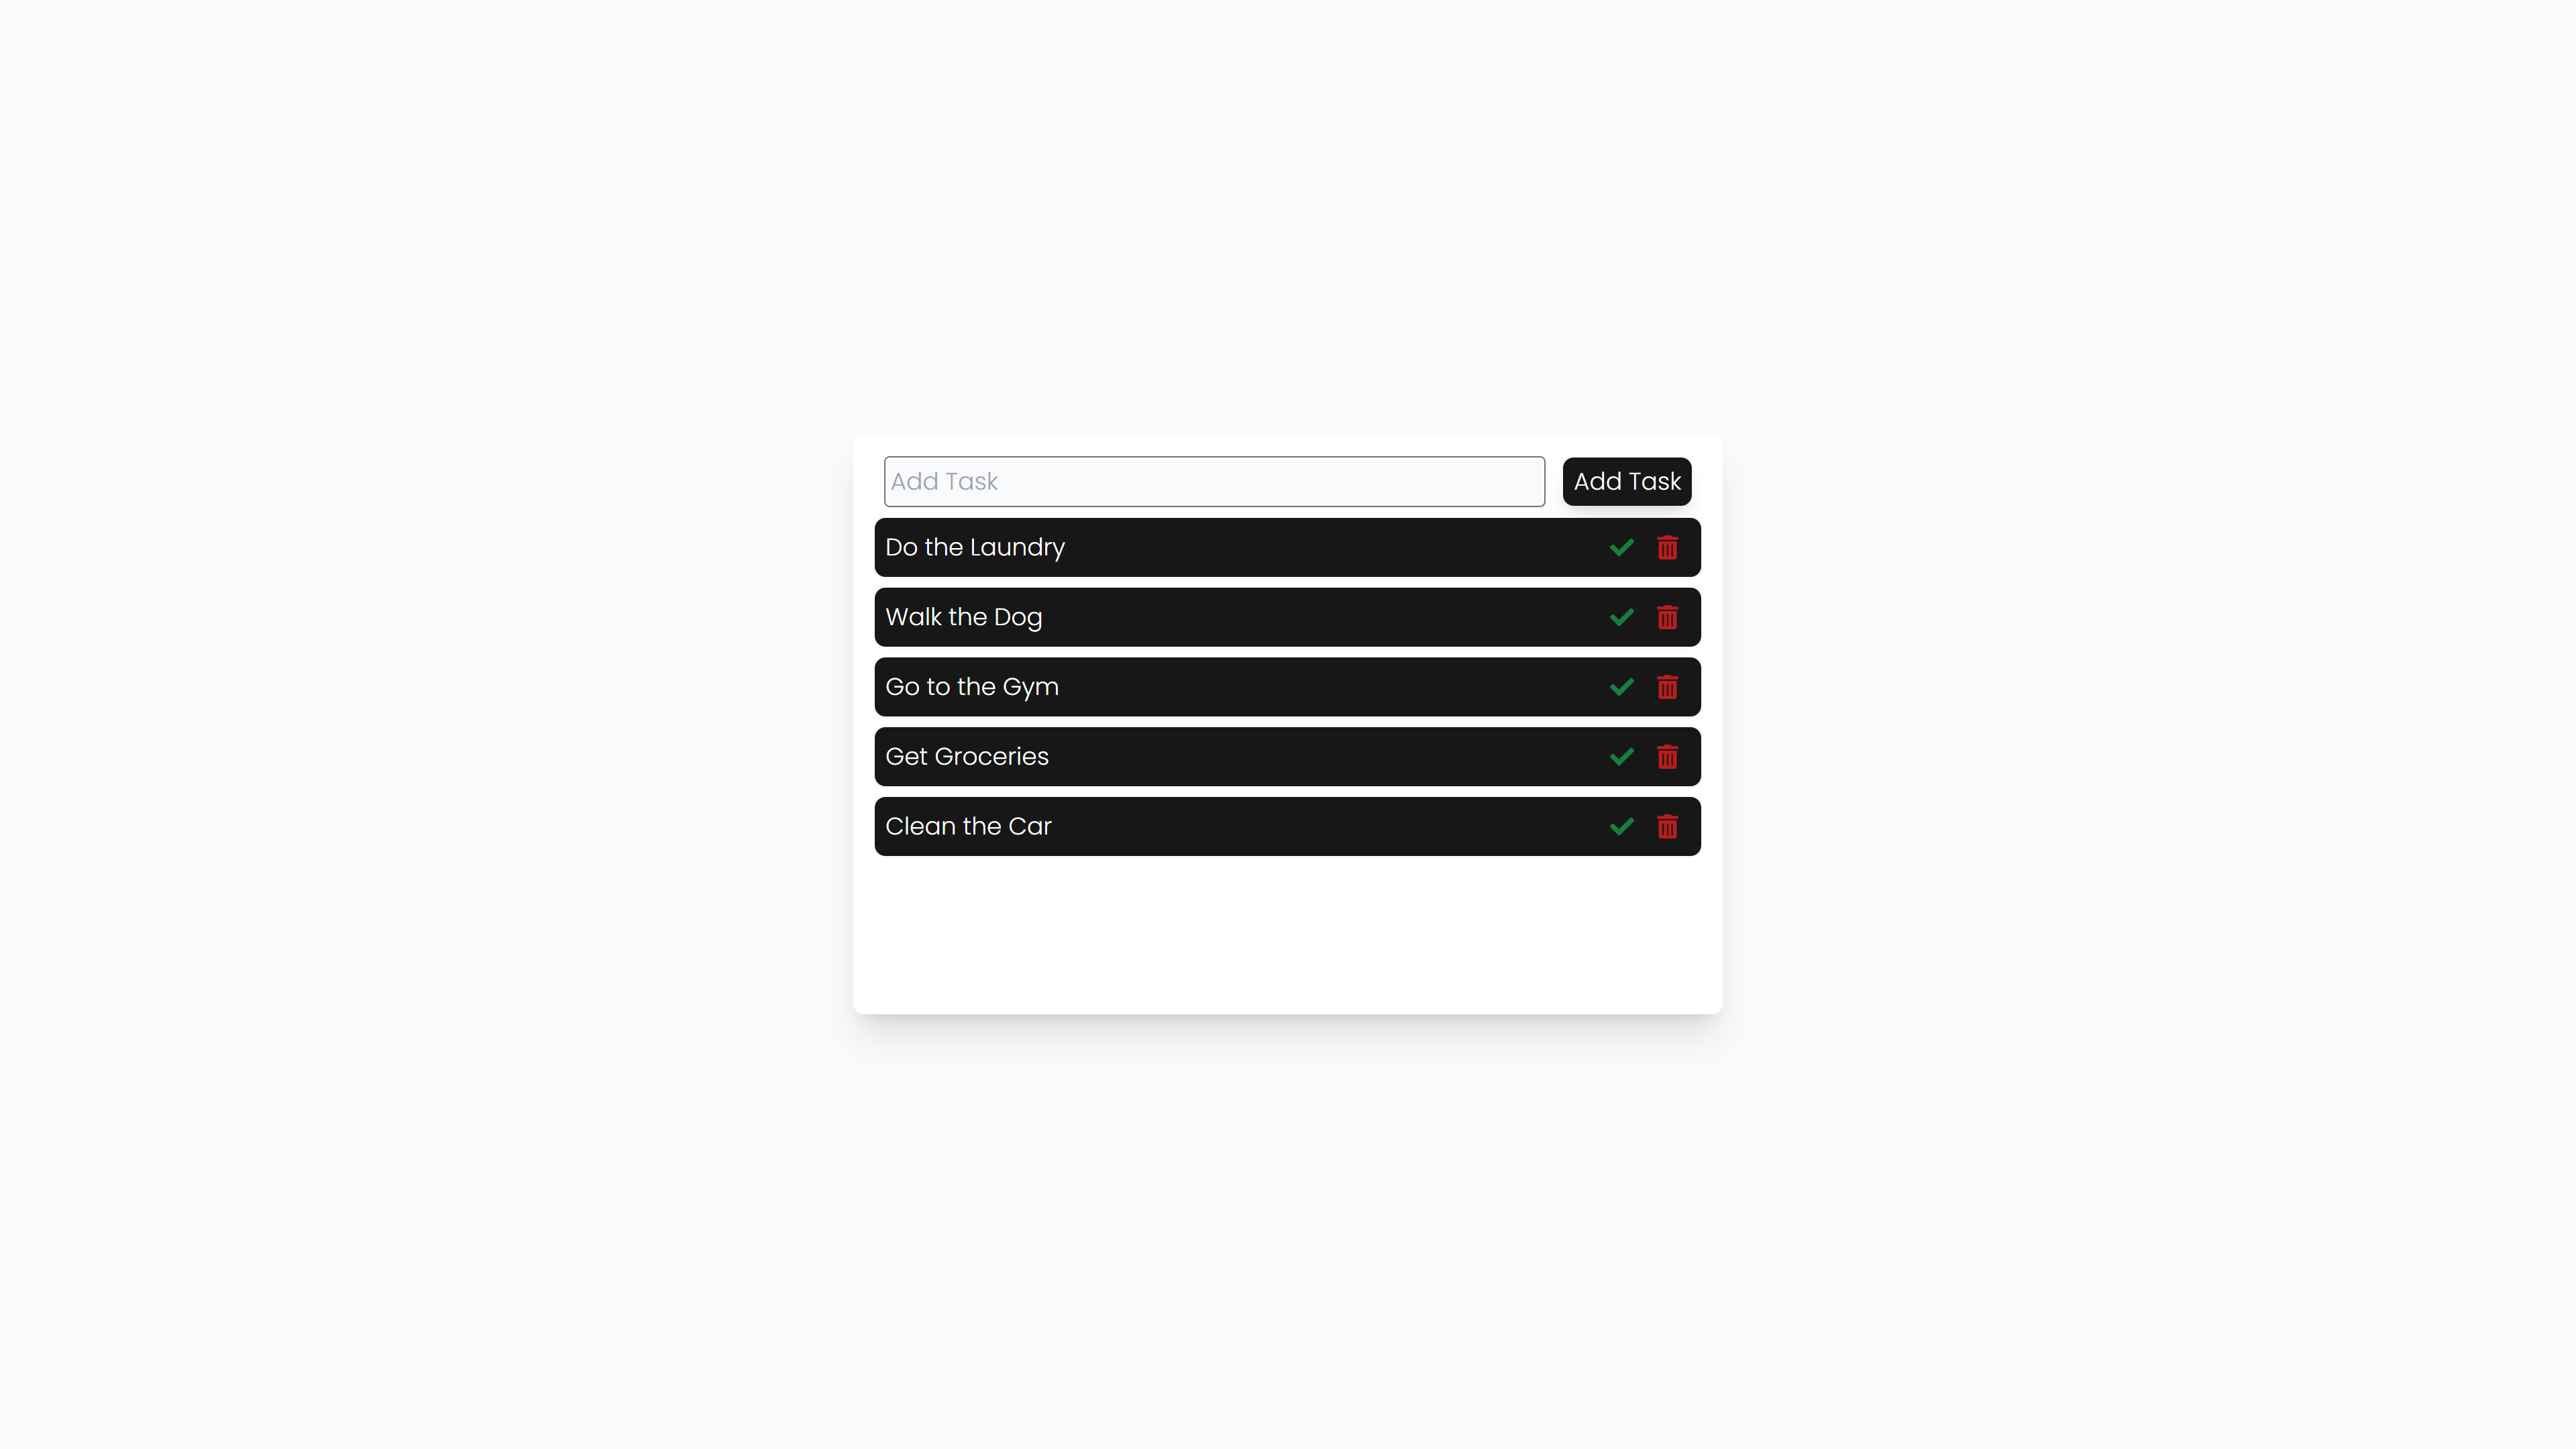 Add Task Add Task
Do the Laundry
Walk the Dog
Go to the Gym
Get Groceries
Clean the Car